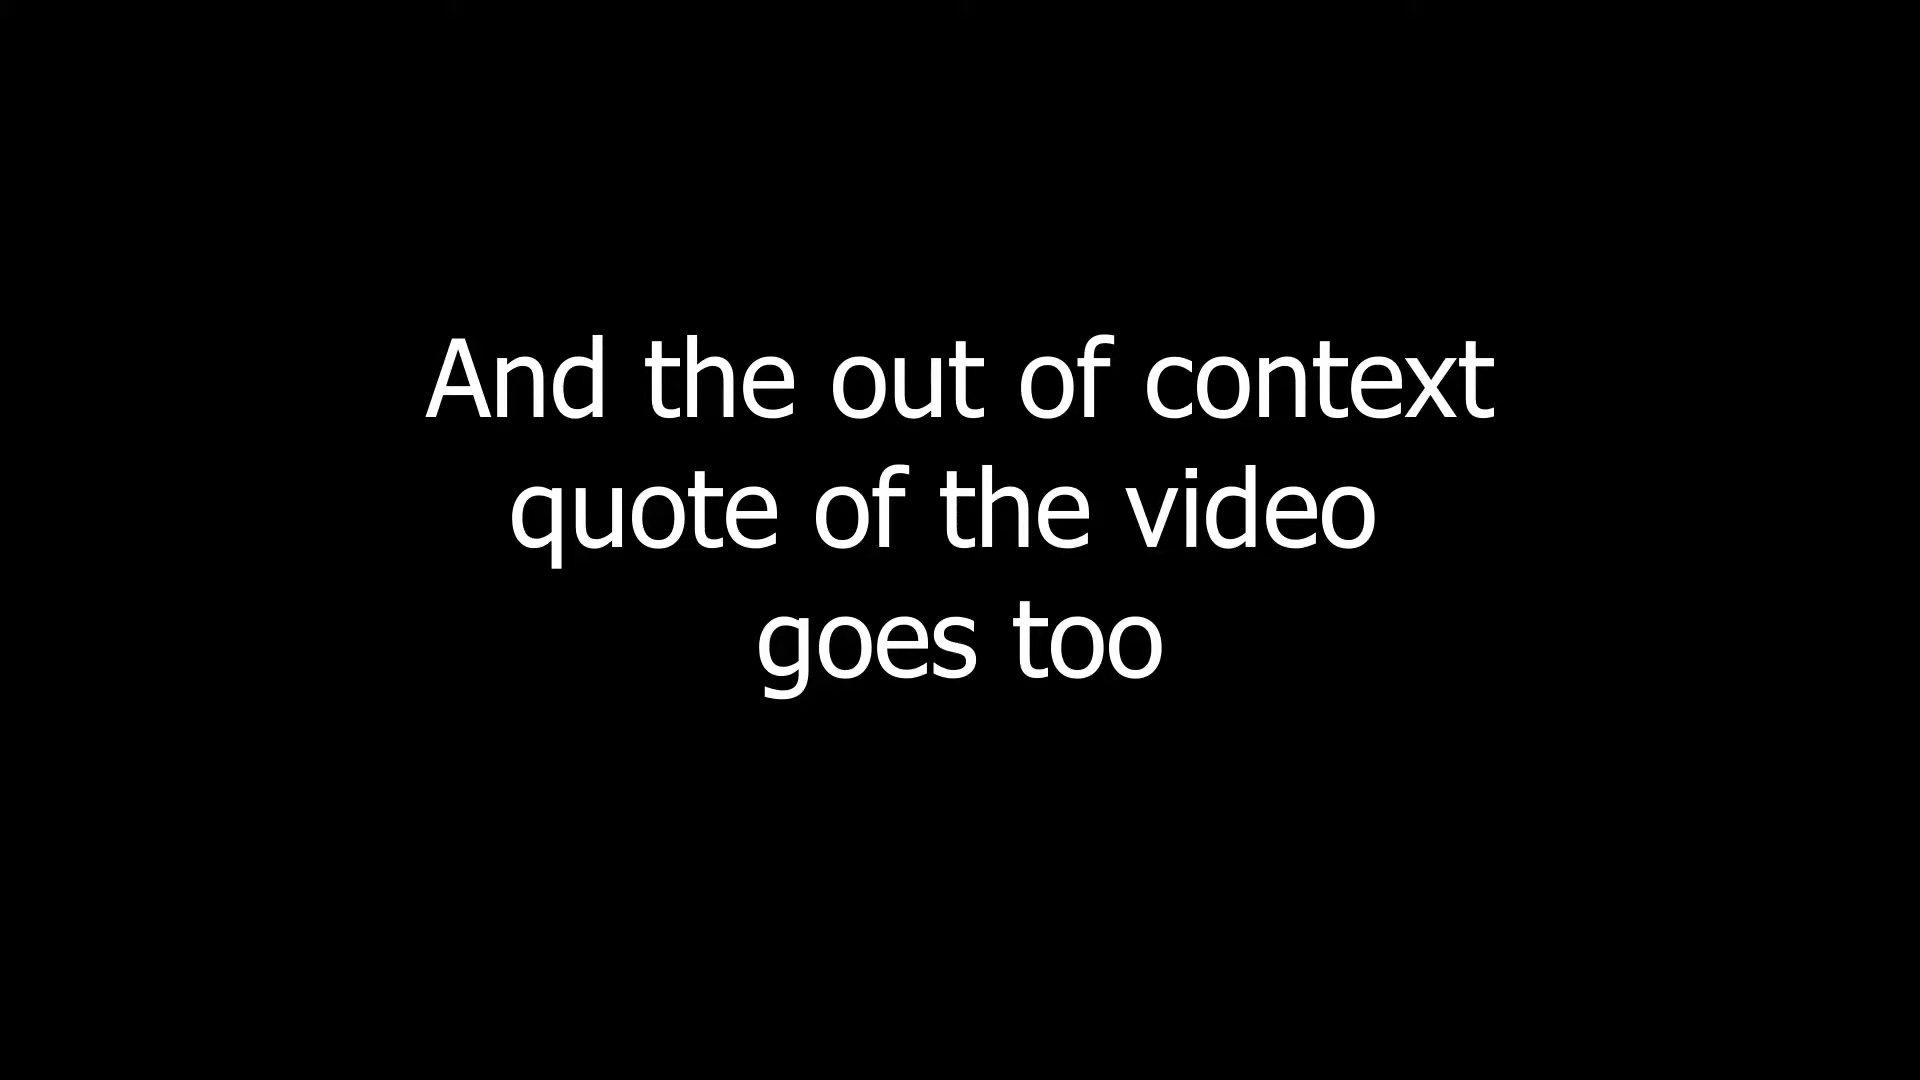 And the out of context
quote of the video
goes too